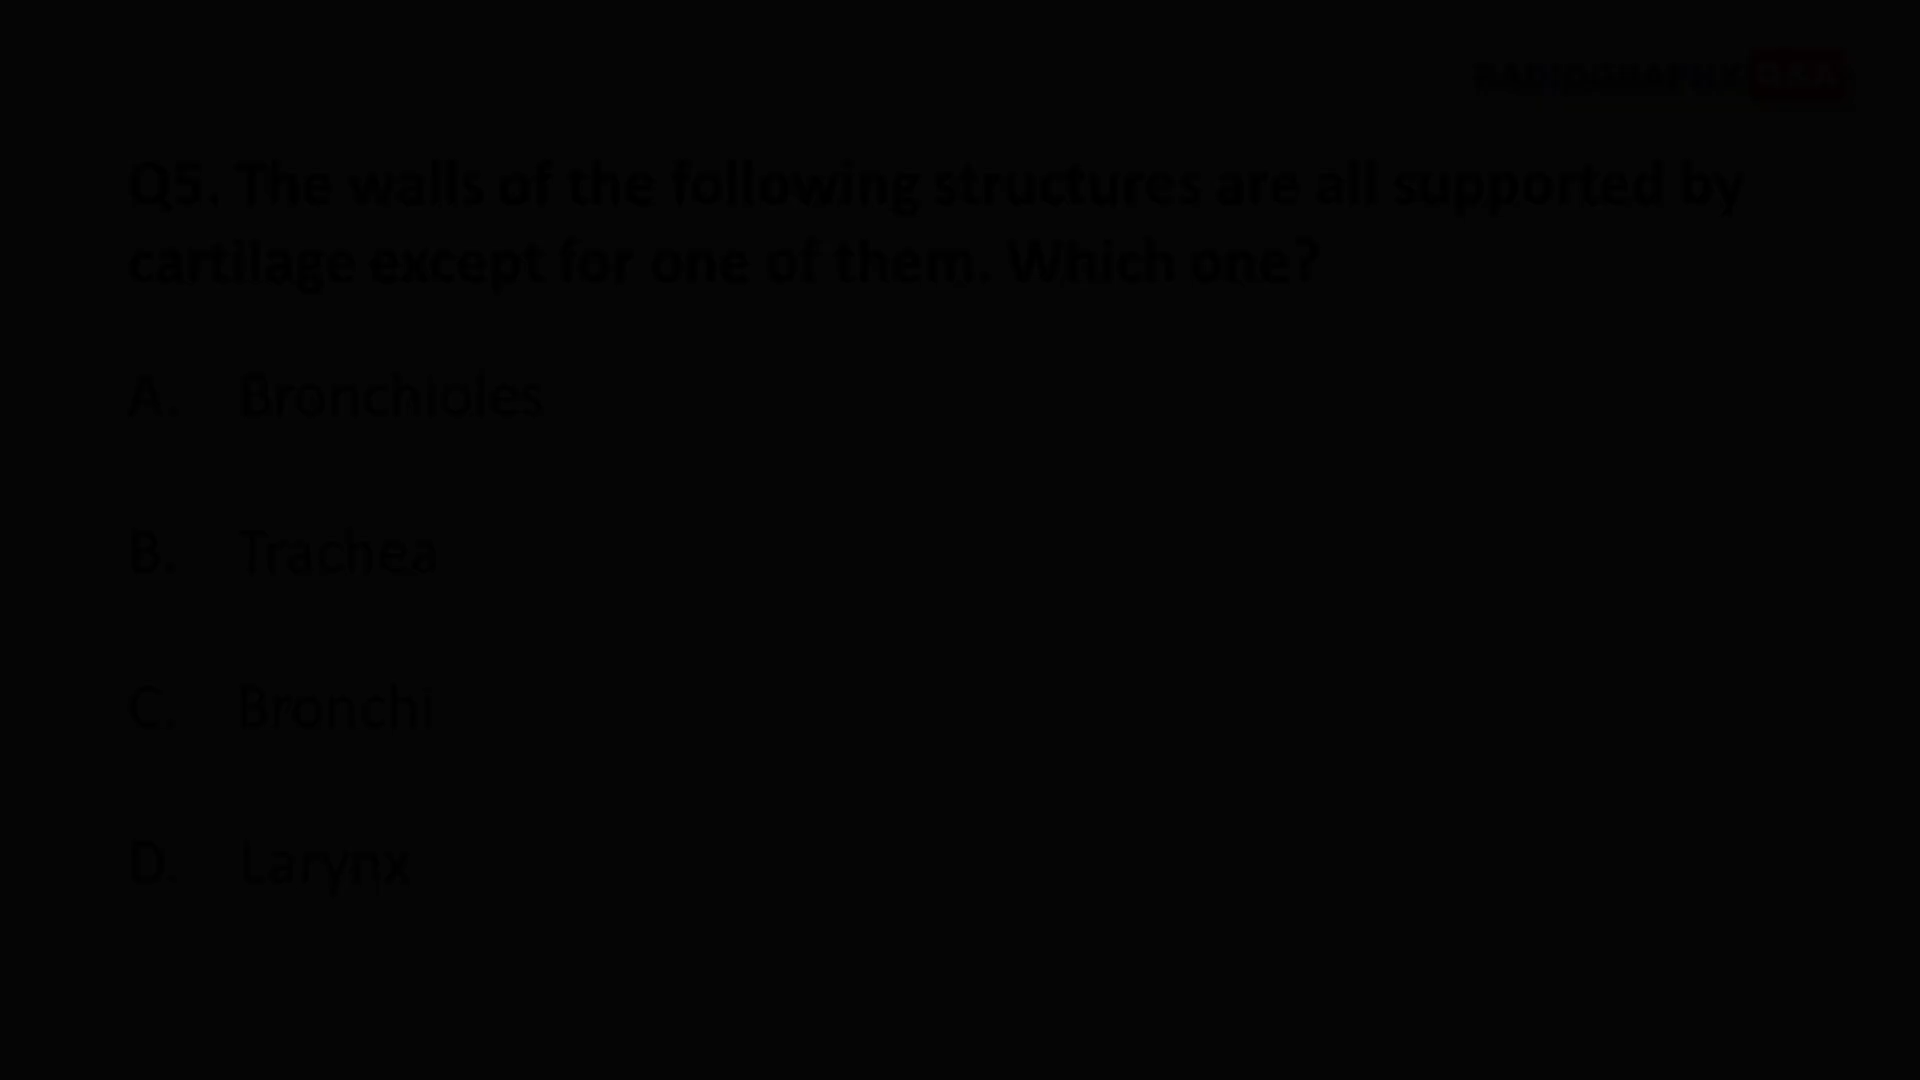 Q5. The walls of the following structures are all supported by
cartilage except for one of them. Which one?
A. Bronchioles
B. Trachea
C. Bronchi
D. Larynx